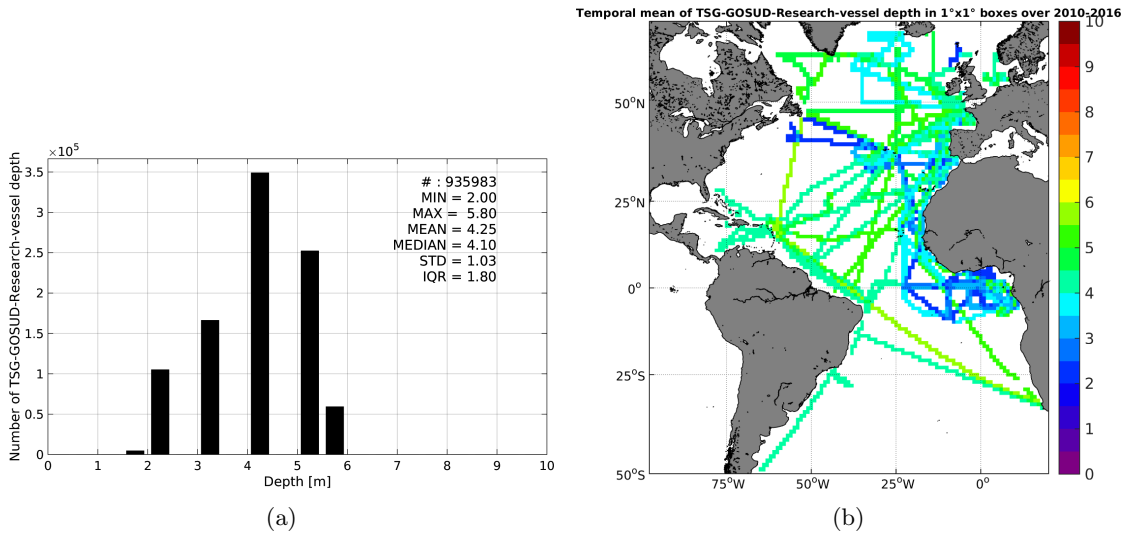 Number of TSG-GOSUD-Research-vessel depth
×10⁵
3.5
3
2.5
2
1.5
1
0.5
0
# : 935983
MIN = 2.00
MAX = 5.80
MEAN = 4.25
MEDIAN = 4.10
STD = 1.03
IQR = 1.80
0 1 2 3 4 5 6 7 8 9 10
Depth [m]
(a)
Temporal mean of TSG-GOSUD-Research-vessel depth in 1°x1° boxes over 2010-2016
50°N
25°N
0°
25°S
50°S
75°W 50°W 25°W 0°
10
9
8
7
6
5
4
3
2
1
0
(b)